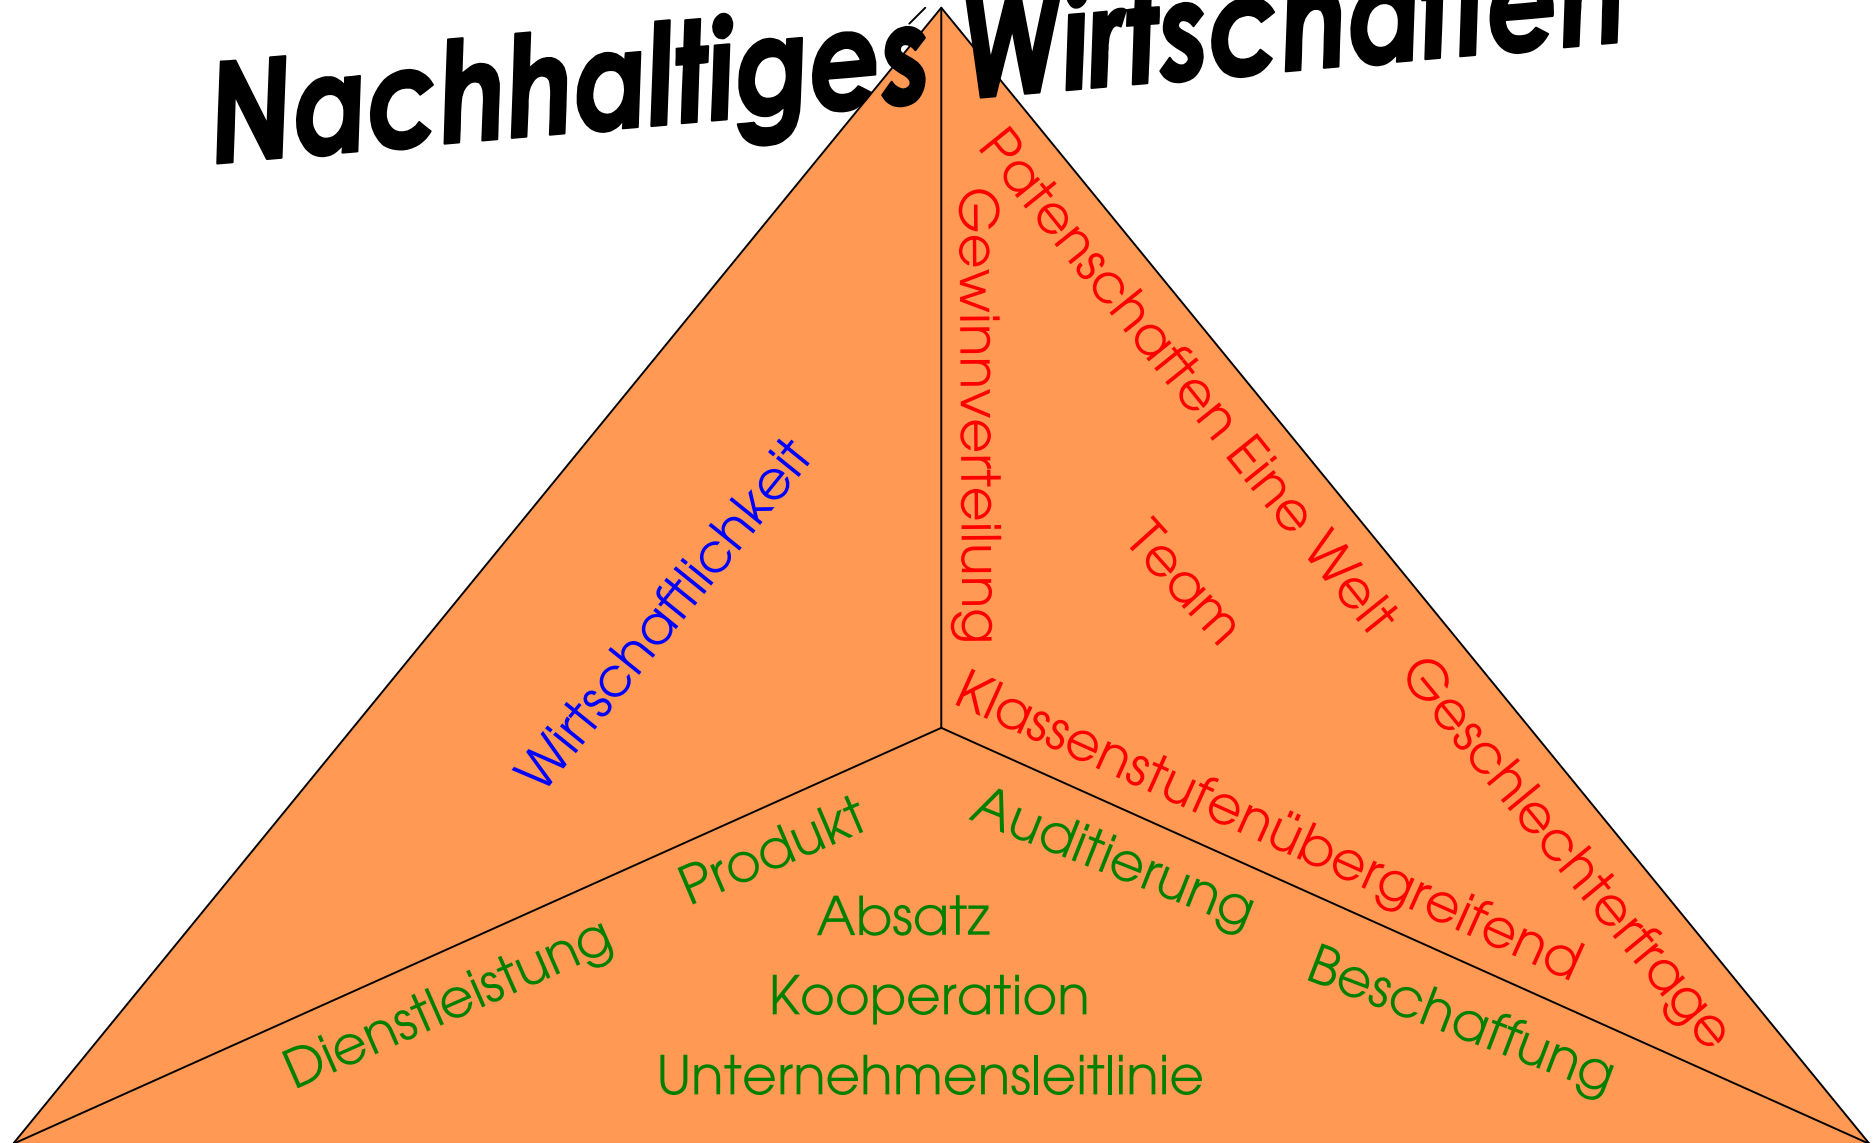 Nachhaltiges Wirtschaften
Patenschaften Eine Welt
Geschlechterfrage
Gewinnverteilung
Team
Klassenstufenübergreifend
Wirtschaftlichkeit
Produkt
Dienstleistung
Auditierung
Beschaffung
Absatz
Kooperation
Unternehmensleitlinie